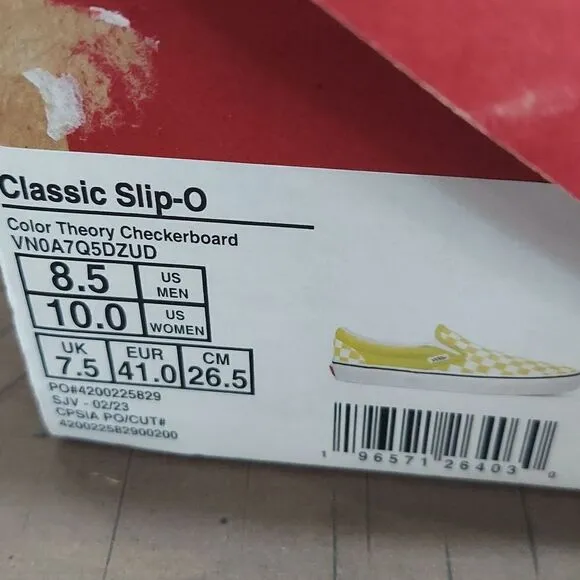 Classic Slip-O
Color Theory Checkerboard
VN0A7Q5DZUD
8.5 US MEN
10.0 US WOMEN
UK 7.5 EUR 41.0 CM 26.5
PO#4200225829
SJV - 02/23
CPSIA PO/CUT#
420022582900200
1 96571 26403 0